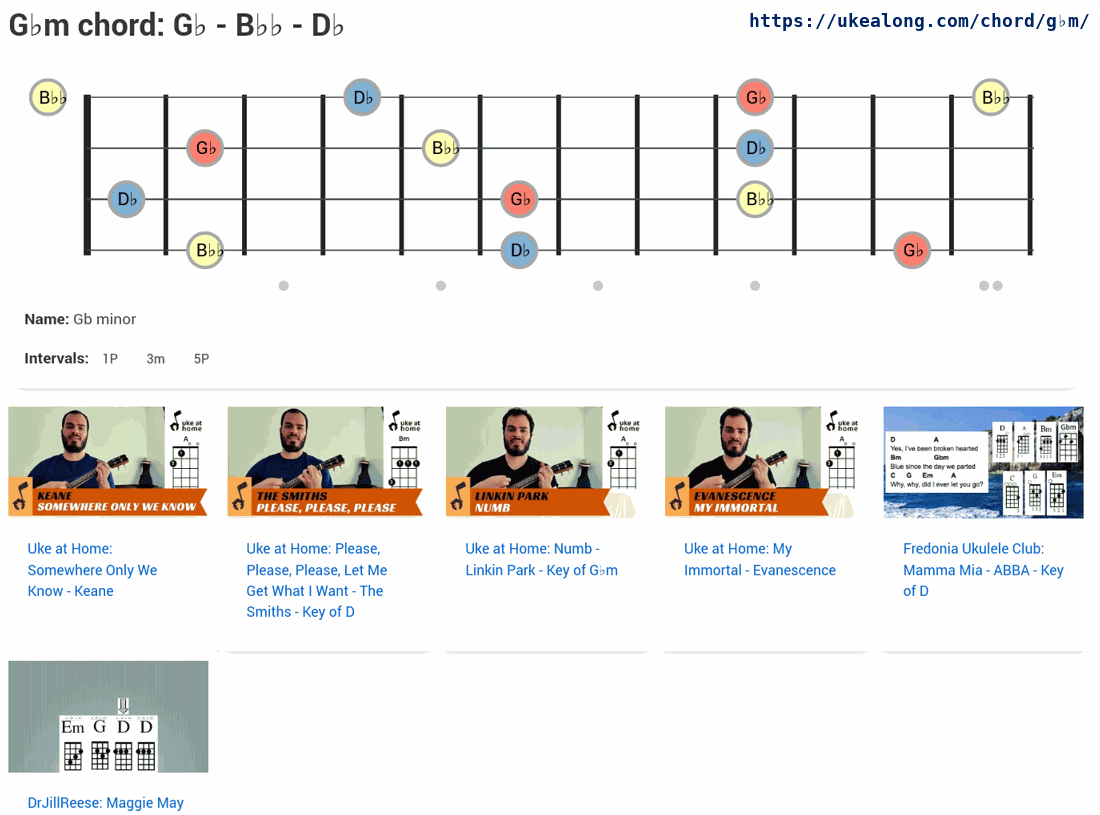 G♭m chord: G♭ - B♭♭ - D♭
https://ukealong.com/chord/g♭m/
B♭♭ D♭ G♭ B♭♭
G♭ B♭♭ D♭
D♭ G♭ B♭♭
B♭♭ D♭ G♭
Name: Gb minor
Intervals: 1P 3m 5P
uke at
home
A
KEANE
SOMEWHERE ONLY WE KNOW
uke at
home
Bm
THE SMITHS
PLEASE, PLEASE, PLEASE
uke at
home
A
LINKIN PARK
NUMB
uke at
home
A
EVANESCENCE
MY IMMORTAL
D A
Yes, I've been broken hearted
Bm Gbm
Blue since the day we parted
C G Em A
Why, why, did I ever let you go?
D A Bm Gbm
C G Em
Uke at Home:
Somewhere Only We
Know - Keane
Uke at Home: Please,
Please, Please, Let Me
Get What I Want - The
Smiths - Key of D
Uke at Home: Numb -
Linkin Park - Key of G♭m
Uke at Home: My
Immortal - Evanescence
Fredonia Ukulele Club:
Mamma Mia - ABBA - Key
of D
Em G D D
DrJillReese: Maggie May